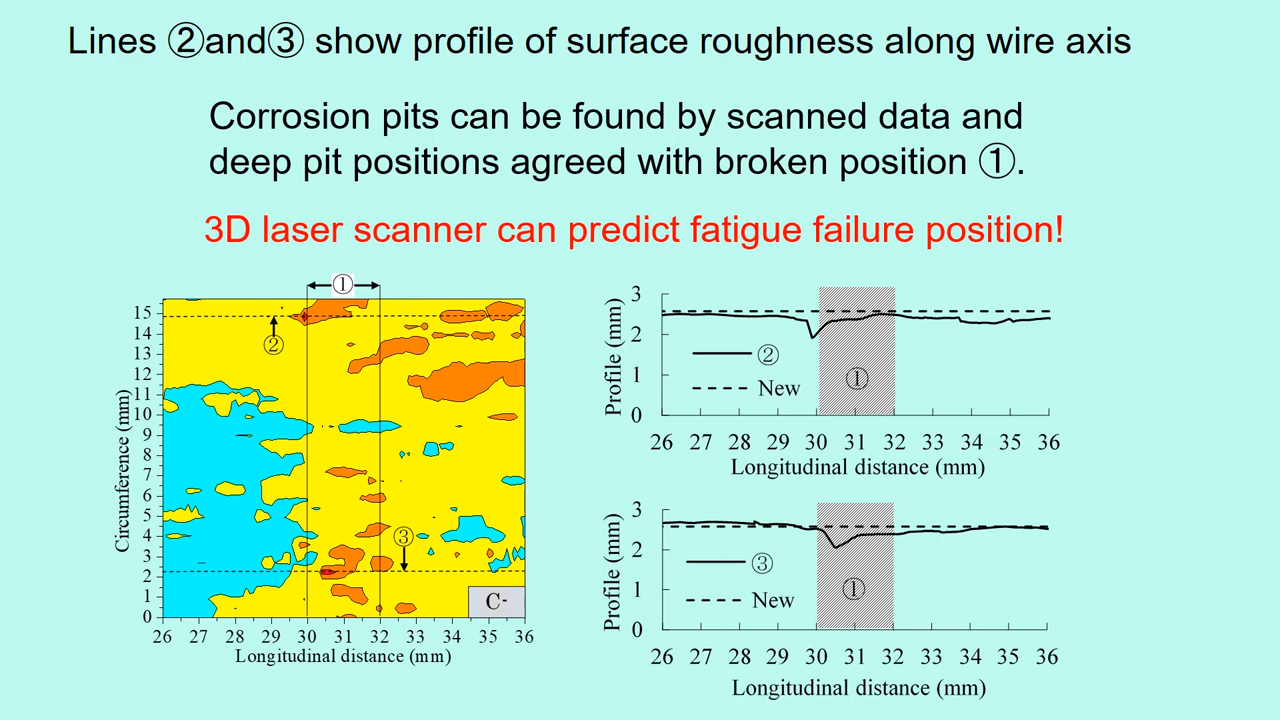 Lines ②and③ show profile of surface roughness along wire axis
Corrosion pits can be found by scanned data and
deep pit positions agreed with broken position ①.
3D laser scanner can predict fatigue failure position!
①
②
③
C-
Circumference (mm)
15
14
13
12
11
10
9
8
7
6
5
4
3
2
1
0
26 27 28 29 30 31 32 33 34 35 36
Longitudinal distance (mm)
Profile (mm)
3
2
1
0
②
New
①
26 27 28 29 30 31 32 33 34 35 36
Longitudinal distance (mm)
Profile (mm)
3
2
1
0
③
New
①
26 27 28 29 30 31 32 33 34 35 36
Longitudinal distance (mm)